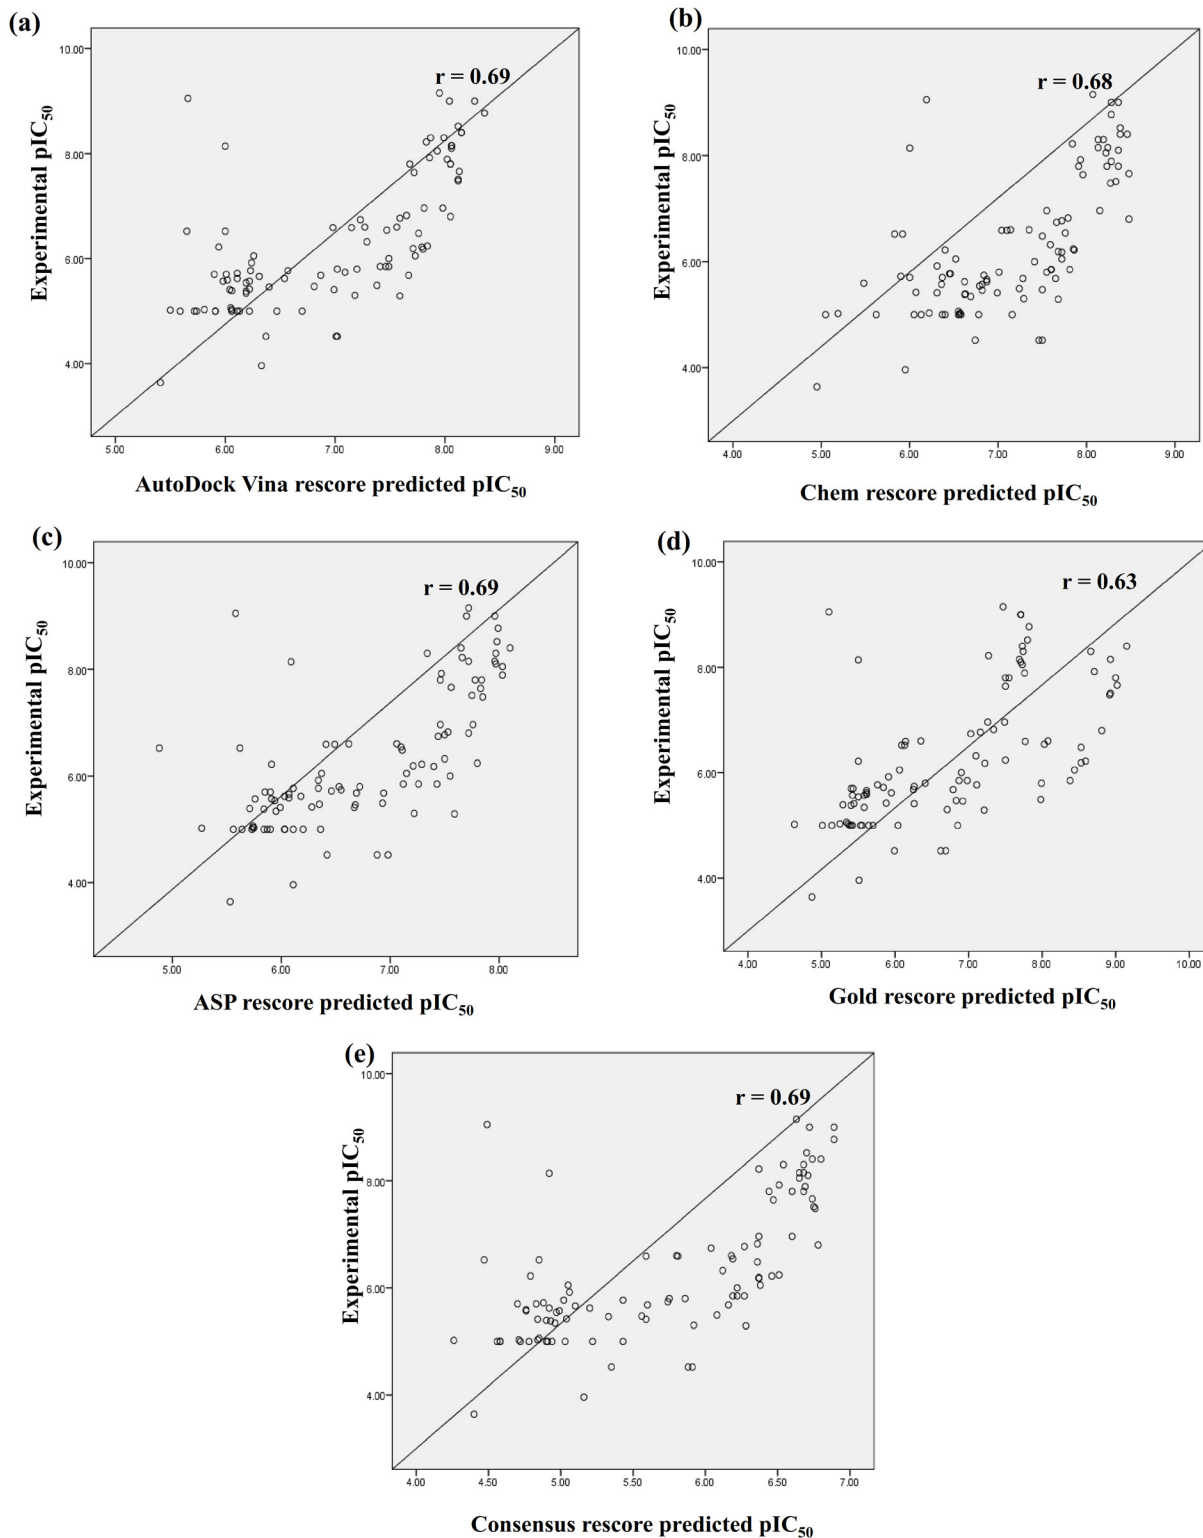 (a)
r = 0.69
Experimental pIC50
10.00
8.00
6.00
4.00
5.00 6.00 7.00 8.00 9.00
AutoDock Vina rescore predicted pIC50
(b)
r = 0.68
Experimental pIC50
10.00
8.00
6.00
4.00
4.00 5.00 6.00 7.00 8.00 9.00
Chem rescore predicted pIC50
(c)
r = 0.69
Experimental pIC50
10.00
8.00
6.00
4.00
5.00 6.00 7.00 8.00
ASP rescore predicted pIC50
(d)
r = 0.63
Experimental pIC50
10.00
8.00
6.00
4.00
4.00 5.00 6.00 7.00 8.00 9.00 10.00
Gold rescore predicted pIC50
(e)
r = 0.69
Experimental pIC50
10.00
8.00
6.00
4.00
4.00 4.50 5.00 5.50 6.00 6.50 7.00
Consensus rescore predicted pIC50